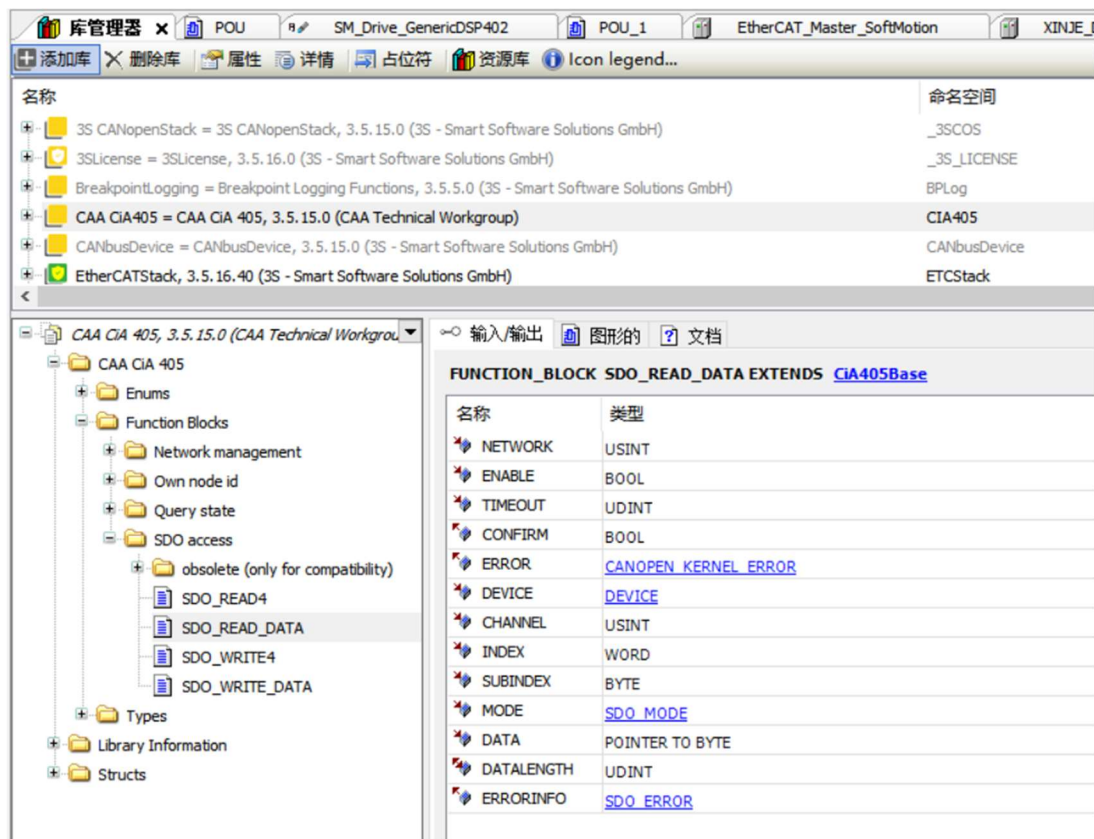 库管理器 POU SM_Drive_GenericDSP402 POU_1 EtherCAT_Master_SoftMotion XINJE_D
添加库 删除库 属性 详情 占位符 资源库 Icon legend...
名称 命名空间
3S CANopenStack = 3S CANopenStack, 3.5.15.0 (3S - Smart Software Solutions GmbH) _3SCOS
3SLicense = 3SLicense, 3.5.16.0 (3S - Smart Software Solutions GmbH) _3S_LICENSE
BreakpointLogging = Breakpoint Logging Functions, 3.5.5.0 (3S - Smart Software Solutions GmbH) BPLog
CAA CiA405 = CAA CiA 405, 3.5.15.0 (CAA Technical Workgroup) CIA405
CANbusDevice = CANbusDevice, 3.5.15.0 (3S - Smart Software Solutions GmbH) CANbusDevice
EtherCATStack, 3.5.16.40 (3S - Smart Software Solutions GmbH) ETCStack
CAA CiA 405, 3.5.15.0 (CAA Technical Workgrou
CAA CiA 405
Enums
Function Blocks
Network management
Own node id
Query state
SDO access
obsolete (only for compatibility)
SDO_READ4
SDO_READ_DATA
SDO_WRITE4
SDO_WRITE_DATA
Types
Library Information
Structs
输入/输出 图形的 文档
FUNCTION_BLOCK SDO_READ_DATA EXTENDS CiA405Base
名称 类型
NETWORK USINT
ENABLE BOOL
TIMEOUT UDINT
CONFIRM BOOL
ERROR CANOPEN_KERNEL_ERROR
DEVICE DEVICE
CHANNEL USINT
INDEX WORD
SUBINDEX BYTE
MODE SDO_MODE
DATA POINTER TO BYTE
DATALENGTH UDINT
ERRORINFO SDO_ERROR